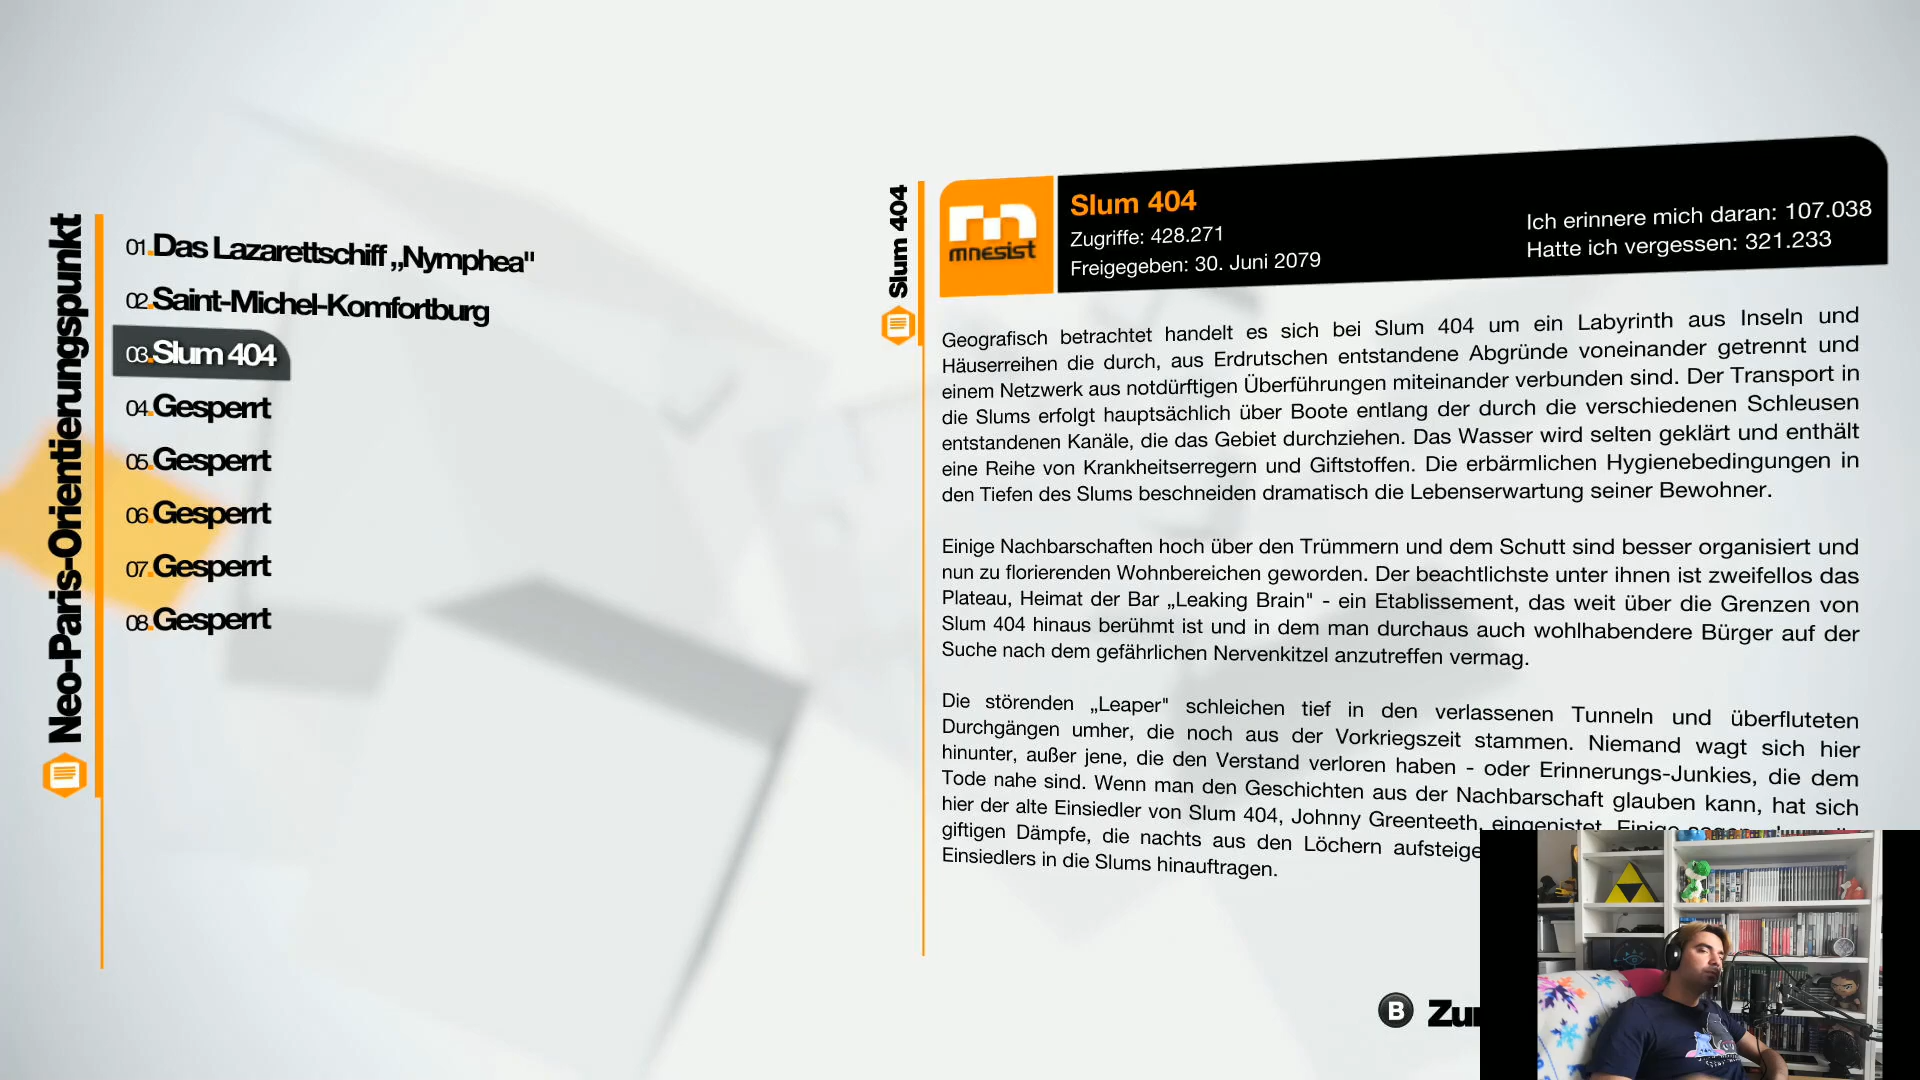 Neo-Paris-Orientierungspunkt
01.Das Lazarettschiff „Nymphea"
02.Saint-Michel-Komfortburg
03.Slum 404
04.Gesperrt
05.Gesperrt
06.Gesperrt
07.Gesperrt
08.Gesperrt
Slum 404
mnesist
Slum 404
Zugriffe: 428.271
Freigegeben: 30. Juni 2079
Ich erinnere mich daran: 107.038
Hatte ich vergessen: 321.233
Geografisch betrachtet handelt es sich bei Slum 404 um ein Labyrinth aus Inseln und
Häuserreihen die durch, aus Erdrutschen entstandene Abgründe voneinander getrennt und
einem Netzwerk aus notdürftigen Überführungen miteinander verbunden sind. Der Transport in
die Slums erfolgt hauptsächlich über Boote entlang der durch die verschiedenen Schleusen
entstandenen Kanäle, die das Gebiet durchziehen. Das Wasser wird selten geklärt und enthält
eine Reihe von Krankheitserregern und Giftstoffen. Die erbärmlichen Hygienebedingungen in
den Tiefen des Slums beschneiden dramatisch die Lebenserwartung seiner Bewohner.
Einige Nachbarschaften hoch über den Trümmern und dem Schutt sind besser organisiert und
nun zu florierenden Wohnbereichen geworden. Der beachtlichste unter ihnen ist zweifellos das
Plateau, Heimat der Bar „Leaking Brain" - ein Etablissement, das weit über die Grenzen von
Slum 404 hinaus berühmt ist und in dem man durchaus auch wohlhabendere Bürger auf der
Suche nach dem gefährlichen Nervenkitzel anzutreffen vermag.
Die störenden „Leaper" schleichen tief in den verlassenen Tunneln und überfluteten
Durchgängen umher, die noch aus der Vorkriegszeit stammen. Niemand wagt sich hier
hinunter, außer jene, die den Verstand verloren haben - oder Erinnerungs-Junkies, die dem
Tode nahe sind. Wenn man den Geschichten aus der Nachbarschaft glauben kann, hat sich
hier der alte Einsiedler von Slum 404, Johnny Greenteeth, eingenistet. Einige
giftigen Dämpfe, die nachts aus den Löchern aufsteige
Einsiedlers in die Slums hinauftragen.
B Zu